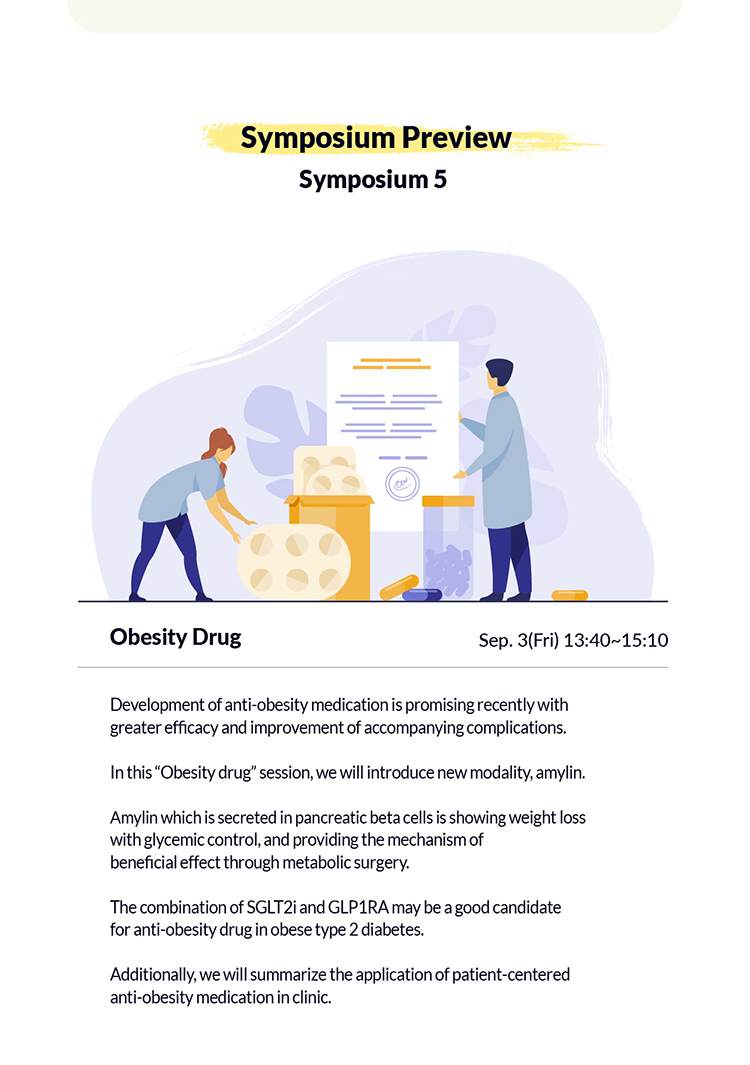 Symposium Preview
Symposium 5
Obesity Drug
Sep. 3(Fri) 13:40~15:10
Development of anti-obesity medication is promising recently with
greater efficacy and improvement of accompanying complications.
In this “Obesity drug” session, we will introduce new modality, amylin.
Amylin which is secreted in pancreatic beta cells is showing weight loss
with glycemic control, and providing the mechanism of
beneficial effect through metabolic surgery.
The combination of SGLT2i and GLP1RA may be a good candidate
for anti-obesity drug in obese type 2 diabetes.
Additionally, we will summarize the application of patient-centered
anti-obesity medication in clinic.